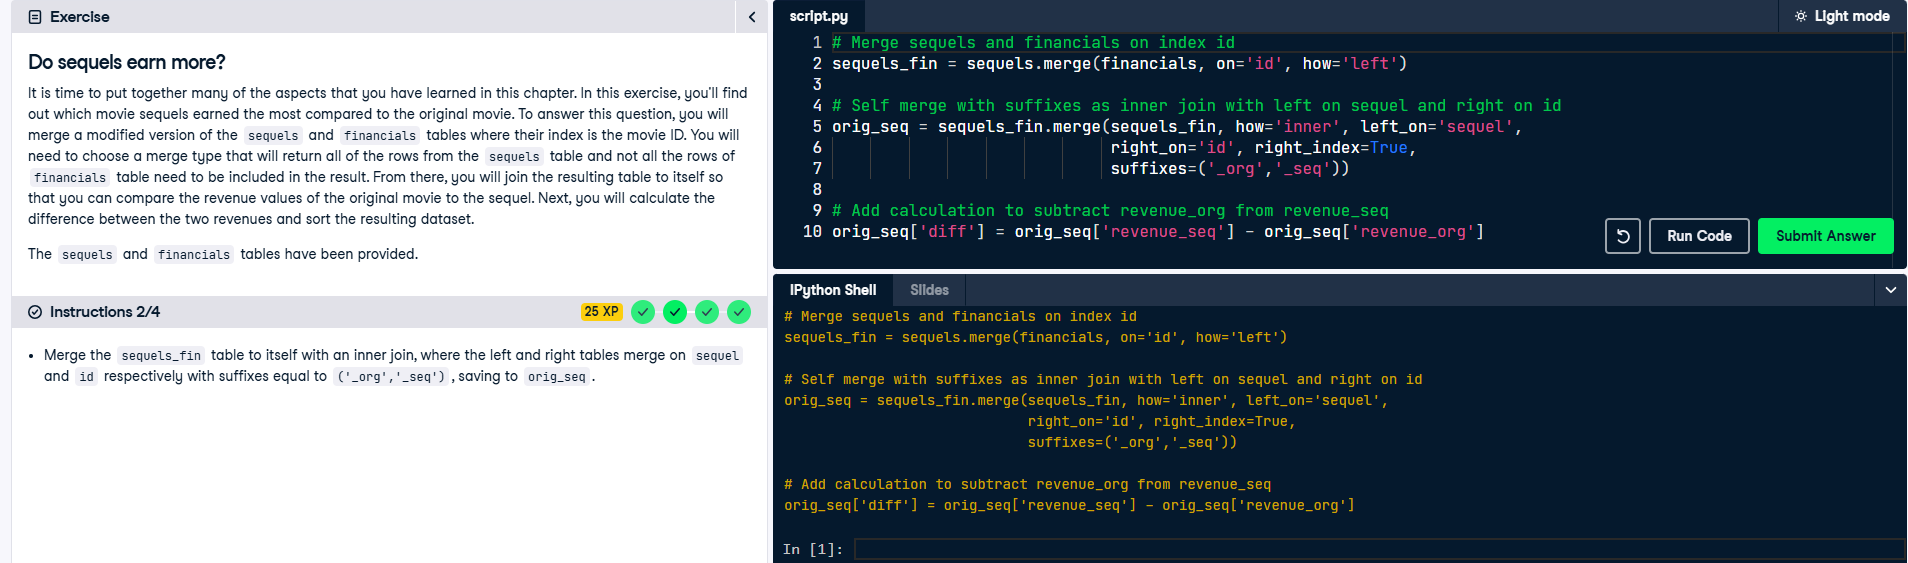 Exercise
Do sequels earn more?
It is time to put together many of the aspects that you have learned in this chapter. In this exercise, you'll find
out which movie sequels earned the most compared to the original movie. To answer this question, you will
merge a modified version of the sequels and financials tables where their index is the movie ID. You will
need to choose a merge type that will return all of the rows from the sequels table and not all the rows of
financials table need to be included in the result. From there, you will join the resulting table to itself so
that you can compare the revenue values of the original movie to the sequel. Next, you will calculate the
difference between the two revenues and sort the resulting dataset.
The sequels and financials tables have been provided.
Instructions 2/4
25 XP
• Merge the sequels_fin table to itself with an inner join, where the left and right tables merge on sequel
and id respectively with suffixes equal to ('_org','_seq') , saving to orig_seq .
script.py
Light mode
1 # Merge sequels and financials on index id
2 sequels_fin = sequels.merge(financials, on='id', how='left')
3
4 # Self merge with suffixes as inner join with left on sequel and right on id
5 orig_seq = sequels_fin.merge(sequels_fin, how='inner', left_on='sequel',
6 right_on='id', right_index=True,
7 suffixes=('_org','_seq'))
8
9 # Add calculation to subtract revenue_org from revenue_seq
10 orig_seq['diff'] = orig_seq['revenue_seq'] - orig_seq['revenue_org']
Run Code
Submit Answer
IPython Shell
Slides
# Merge sequels and financials on index id
sequels_fin = sequels.merge(financials, on='id', how='left')
# Self merge with suffixes as inner join with left on sequel and right on id
orig_seq = sequels_fin.merge(sequels_fin, how='inner', left_on='sequel',
right_on='id', right_index=True,
suffixes=('_org','_seq'))
# Add calculation to subtract revenue_org from revenue_seq
orig_seq['diff'] = orig_seq['revenue_seq'] - orig_seq['revenue_org']
In [1]: